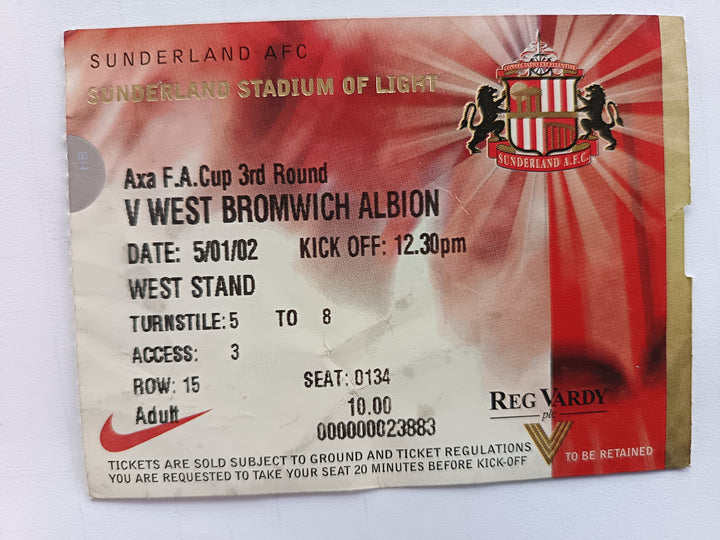 SUNDERLAND AFC
SUNDERLAND STADIUM OF LIGHT
CONSECTATIO EXCELLENTIAE
SUNDERLAND A.F.C.
HB
Axa F.A.Cup 3rd Round
V WEST BROMWICH ALBION
DATE: 5/01/02 KICK OFF: 12.30pm
WEST STAND
TURNSTILE: 5 TO 8
ACCESS: 3
ROW: 15 SEAT: 0134
Adult 10.00
000000023883
REG VARDY
plc
TICKETS ARE SOLD SUBJECT TO GROUND AND TICKET REGULATIONS
YOU ARE REQUESTED TO TAKE YOUR SEAT 20 MINUTES BEFORE KICK-OFF
TO BE RETAINED